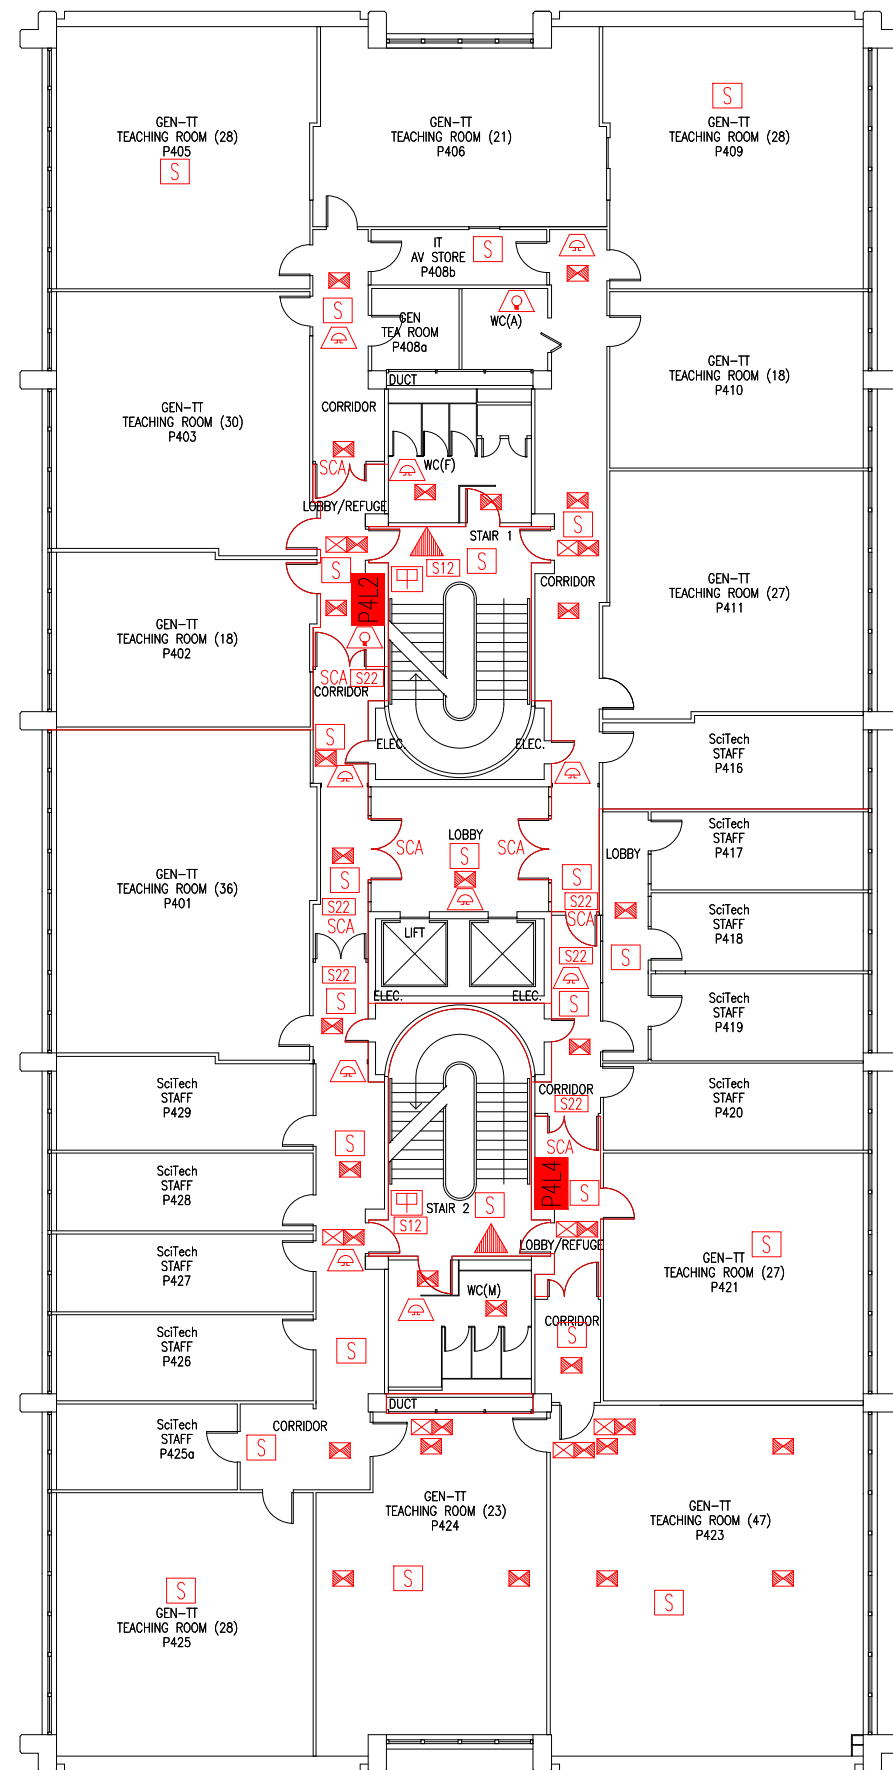 GEN-TT
TEACHING ROOM (28)
P405
S
GEN-TT
TEACHING ROOM (21)
P406
S
GEN-TT
TEACHING ROOM (28)
P409
IT
AV STORE
P408b
S
S
GEN
TEA ROOM
P408a
WC(A)
DUCT
GEN-TT
TEACHING ROOM (18)
P410
GEN-TT
TEACHING ROOM (30)
P403
CORRIDOR
SCA
WC(F)
LOBBY/REFUGE
STAIR 1
S
S
S12
S
P4L2
CORRIDOR
GEN-TT
TEACHING ROOM (27)
P411
GEN-TT
TEACHING ROOM (18)
P402
SCA
S22
CORRIDOR
S
ELEC.
ELEC.
SciTech
STAFF
P416
LOBBY
SCA
S
SCA
SciTech
STAFF
P417
LOBBY
GEN-TT
TEACHING ROOM (36)
P401
S
S22
SCA
S
S22
SCA
SciTech
STAFF
P418
LIFT
S22
S
S22
S
S
ELEC.
ELEC.
SciTech
STAFF
P419
SciTech
STAFF
P429
CORRIDOR
S22
SciTech
STAFF
P420
S
SCA
SciTech
STAFF
P428
P4L4
S
S12
STAIR 2
S
LOBBY/REFUGE
S
GEN-TT
TEACHING ROOM (27)
P421
SciTech
STAFF
P427
WC(M)
SciTech
STAFF
P426
S
CORRIDOR
S
DUCT
SciTech
STAFF
P425a
CORRIDOR
S
GEN-TT
TEACHING ROOM (23)
P424
S
GEN-TT
TEACHING ROOM (47)
P423
S
S
GEN-TT
TEACHING ROOM (28)
P425